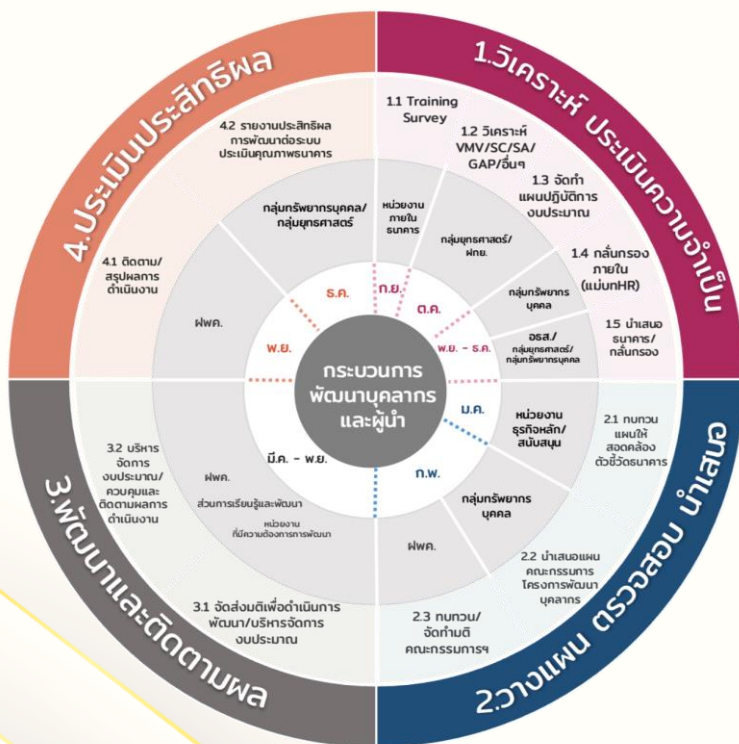 กระบวนการ
พัฒนาบุคลากร
และผู้นำ
1.วิเคราะห์ ประเมินความจำเป็น
1.1 Training
Survey
1.2 วิเคราะห์
VMV/SC/SA/
GAP/อื่นๆ
1.3 จัดทำ
แผนปฏิบัติการ
งบประมาณ
1.4 กลั่นกรอง
ภายใน
(แม่บทHR)
1.5 นำเสนอ
ธนาคาร/
กลั่นกรอง
หน่วยงาน
ภายใน
ธนาคาร
กลุ่มยุทธศาสตร์/
ฝทย.
กลุ่มทรัพยากร
บุคคล
อธส./
กลุ่มยุทธศาสตร์/
กลุ่มทรัพยากรบุคคล
ก.ย.
ต.ค.
พ.ย. - ธ.ค.
2.วางแผน ตรวจสอบ นำเสนอ
2.1 ทบทวน
แผนให้
สอดคล้อง
ตัวชี้วัดธนาคาร
2.2 นำเสนอแผน
คณะกรรมการ
โครงการพัฒนา
บุคลากร
2.3 ทบทวน/
จัดทำมติ
คณะกรรมการฯ
หน่วยงาน
ธุรกิจหลัก/
สนับสนุน
กลุ่มทรัพยากร
บุคคล
ฝพค.
ม.ค.
ก.พ.
3.พัฒนาและติดตามผล
3.1 จัดส่งมติเพื่อดำเนินการ
พัฒนา/บริหารจัดการ
งบประมาณ
3.2 บริหาร
จัดการ
งบประมาณ/
ควบคุมและ
ติดตามผลการ
ดำเนินงาน
ฝพค.
ส่วนการเรียนรู้และพัฒนา
หน่วยงาน
ที่มีความต้องการการพัฒนา
มี.ค. - พ.ย.
4.ประเมินประสิทธิผล
4.1 ติดตาม/
สรุปผลการ
ดำเนินงาน
4.2 รายงานประสิทธิผล
การพัฒนาต่อระบบ
ประเมินคุณภาพธนาคาร
ฝพค.
กลุ่มทรัพยากรบุคคล/
กลุ่มยุทธศาสตร์
พ.ย.
ธ.ค.